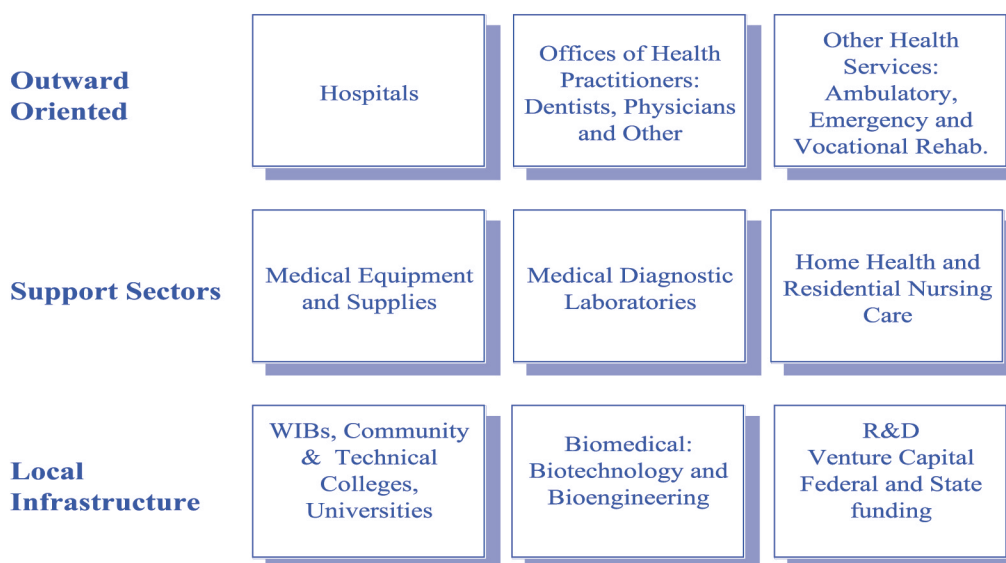 Outward
Oriented
Hospitals
Offices of Health
Practitioners:
Dentists, Physicians
and Other
Other Health
Services:
Ambulatory,
Emergency and
Vocational Rehab.
Support Sectors
Medical Equipment
and Supplies
Medical Diagnostic
Laboratories
Home Health and
Residential Nursing
Care
Local
Infrastructure
WIBs, Community
& Technical
Colleges,
Universities
Biomedical:
Biotechnology and
Bioengineering
R&D
Venture Capital
Federal and State
funding